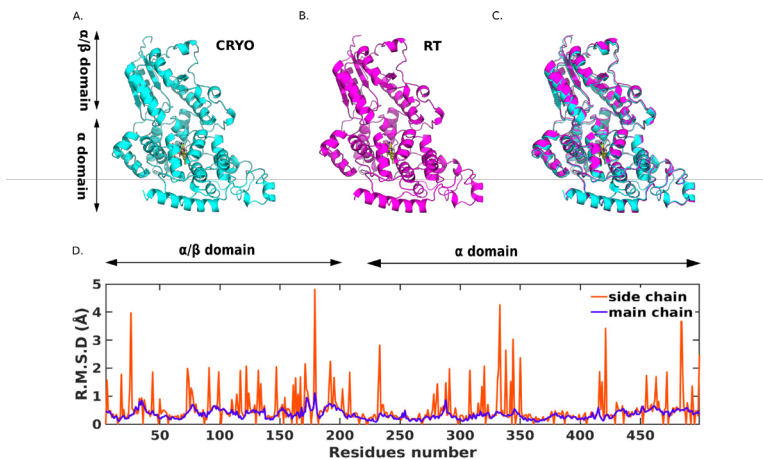 A.
B.
C.
CRYO
RT
α/β domain
α domain
D.
α/β domain
α domain
5
4
3
2
1
0
R.M.S.D (Å)
side chain
main chain
50
150
200
250
300
350
400
450
Residues number